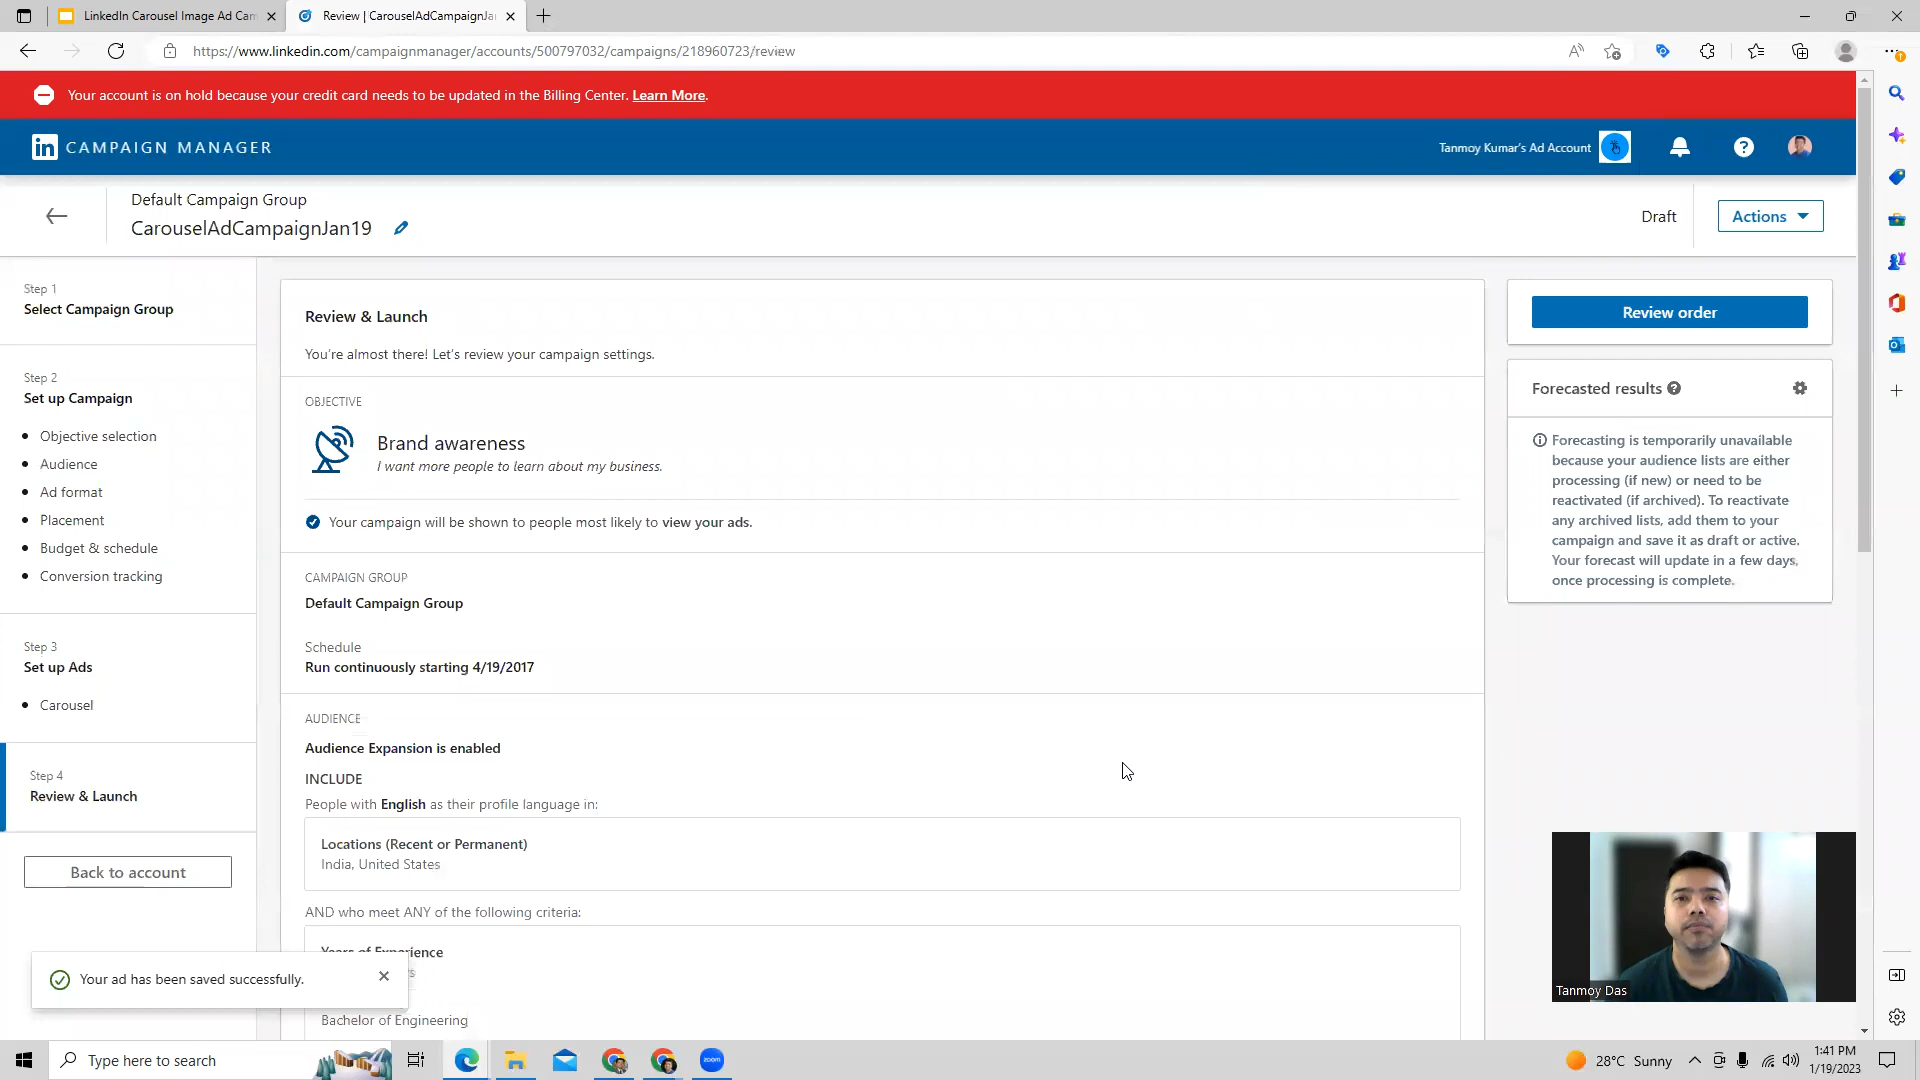 LinkedIn Carousel Image Ad Cam
Review | CarouselAdCampaignJan
https://www.linkedin.com/campaignmanager/accounts/500797032/campaigns/218960723/review
Your account is on hold because your credit card needs to be updated in the Billing Center. Learn More.
in CAMPAIGN MANAGER
Tanmoy Kumar's Ad Account
Default Campaign Group
CarouselAdCampaignJan19
Draft
Actions
Step 1
Select Campaign Group
Step 2
Set up Campaign
Objective selection
Audience
Ad format
Placement
Budget & schedule
Conversion tracking
Step 3
Set up Ads
Carousel
Step 4
Review & Launch
Back to account
Your ad has been saved successfully.
Review & Launch
You're almost there! Let's review your campaign settings.
OBJECTIVE
Brand awareness
I want more people to learn about my business.
Your campaign will be shown to people most likely to view your ads.
CAMPAIGN GROUP
Default Campaign Group
Schedule
Run continuously starting 4/19/2017
AUDIENCE
Audience Expansion is enabled
INCLUDE
People with English as their profile language in:
Locations (Recent or Permanent)
India, United States
AND who meet ANY of the following criteria:
Years of Experience
Bachelor of Engineering
Review order
Forecasted results
Forecasting is temporarily unavailable
because your audience lists are either
processing (if new) or need to be
reactivated (if archived). To reactivate
any archived lists, add them to your
campaign and save it as draft or active.
Your forecast will update in a few days,
once processing is complete.
Tanmoy Das
Type here to search
zoom
28°C Sunny
1:41 PM
1/19/2023